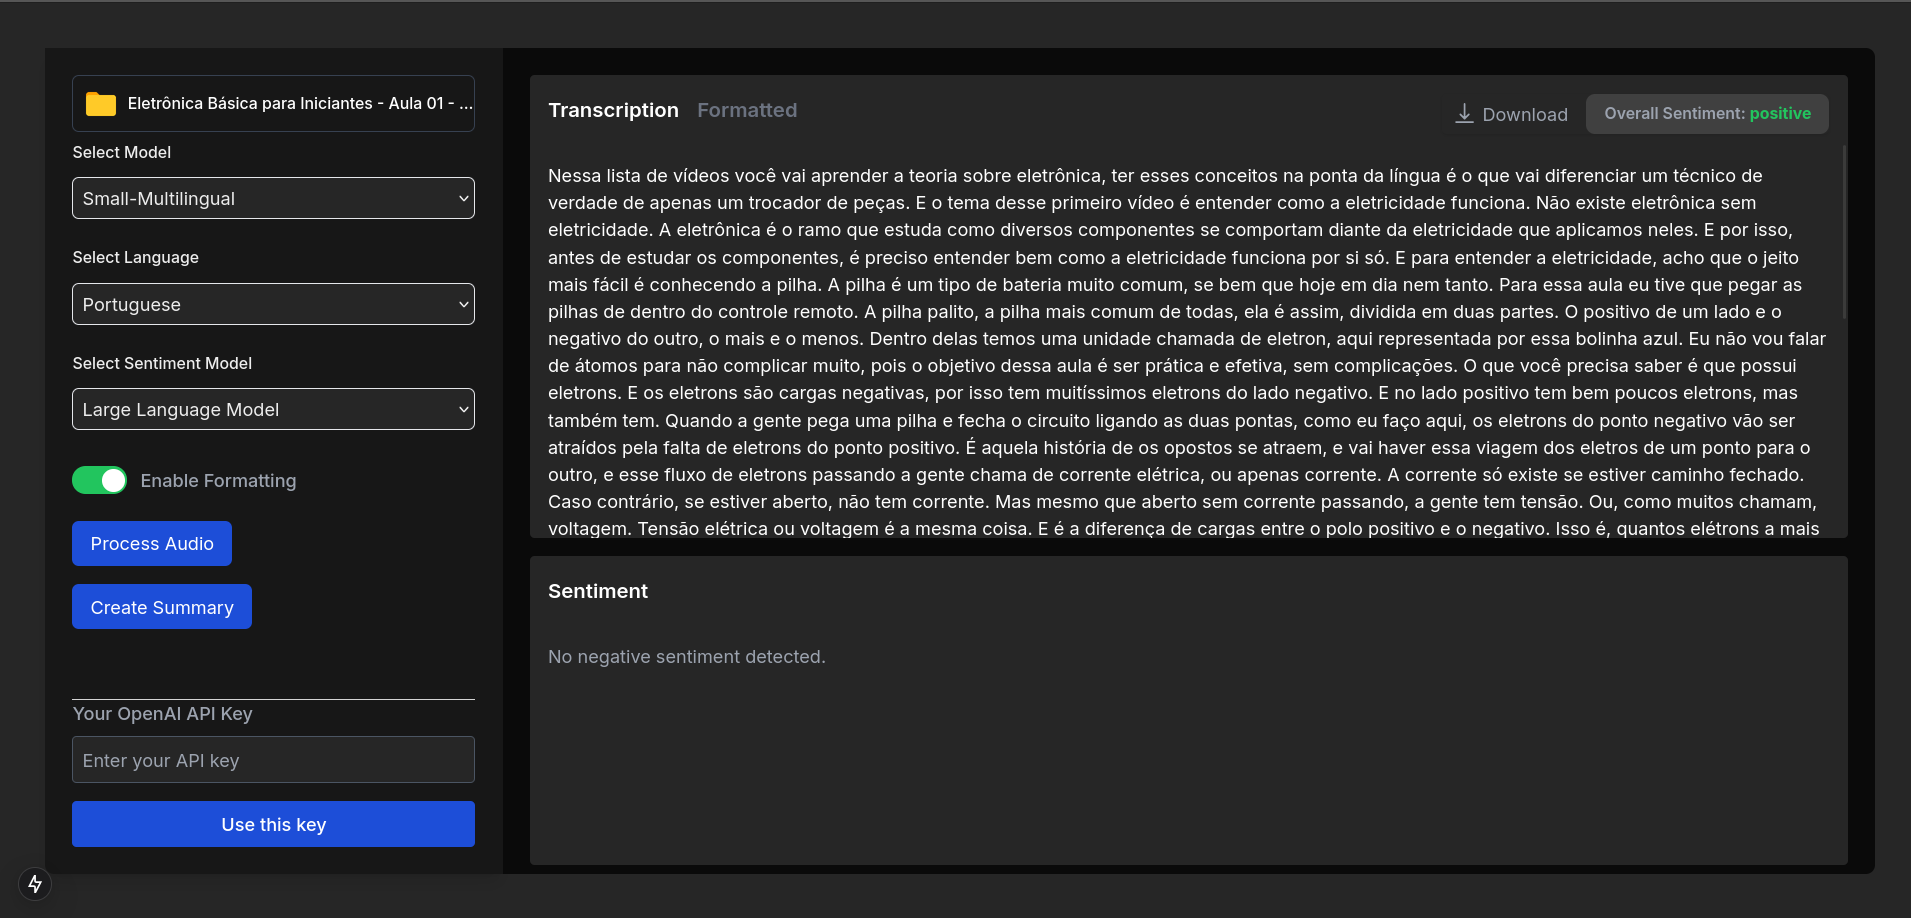 Eletrônica Básica para Iniciantes - Aula 01 - ...
Select Model
Small-Multilingual
Select Language
Portuguese
Select Sentiment Model
Large Language Model
Enable Formatting
Process Audio
Create Summary
Your OpenAI API Key
Enter your API key
Use this key
Transcription Formatted
Download
Overall Sentiment: positive
Nessa lista de vídeos você vai aprender a teoria sobre eletrônica, ter esses conceitos na ponta da língua é o que vai diferenciar um técnico de
verdade de apenas um trocador de peças. E o tema desse primeiro vídeo é entender como a eletricidade funciona. Não existe eletrônica sem
eletricidade. A eletrônica é o ramo que estuda como diversos componentes se comportam diante da eletricidade que aplicamos neles. E por isso,
antes de estudar os componentes, é preciso entender bem como a eletricidade funciona por si só. E para entender a eletricidade, acho que o jeito
mais fácil é conhecendo a pilha. A pilha é um tipo de bateria muito comum, se bem que hoje em dia nem tanto. Para essa aula eu tive que pegar as
pilhas de dentro do controle remoto. A pilha palito, a pilha mais comum de todas, ela é assim, dividida em duas partes. O positivo de um lado e o
negativo do outro, o mais e o menos. Dentro delas temos uma unidade chamada de eletron, aqui representada por essa bolinha azul. Eu não vou falar
de átomos para não complicar muito, pois o objetivo dessa aula é ser prática e efetiva, sem complicações. O que você precisa saber é que possui
eletrons. E os eletrons são cargas negativas, por isso tem muitíssimos eletrons do lado negativo. E no lado positivo tem bem poucos eletrons, mas
também tem. Quando a gente pega uma pilha e fecha o circuito ligando as duas pontas, como eu faço aqui, os eletrons do ponto negativo vão ser
atraídos pela falta de eletrons do ponto positivo. É aquela história de os opostos se atraem, e vai haver essa viagem dos eletros de um ponto para o
outro, e esse fluxo de eletrons passando a gente chama de corrente elétrica, ou apenas corrente. A corrente só existe se estiver caminho fechado.
Caso contrário, se estiver aberto, não tem corrente. Mas mesmo que aberto sem corrente passando, a gente tem tensão. Ou, como muitos chamam,
voltagem. Tensão elétrica ou voltagem é a mesma coisa. E é a diferença de cargas entre o polo positivo e o negativo. Isso é, quantos elétrons a mais
Sentiment
No negative sentiment detected.